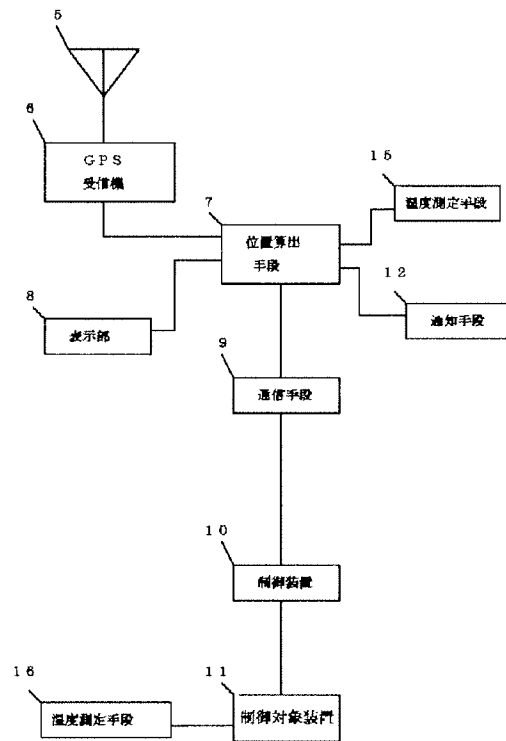 5
6
GPS
受信機
7
位置算出
手段
15
温度測定手段
8
表示部
12
通知手段
9
通信手段
10
制御装置
16
温度測定手段
11
制御対象装置